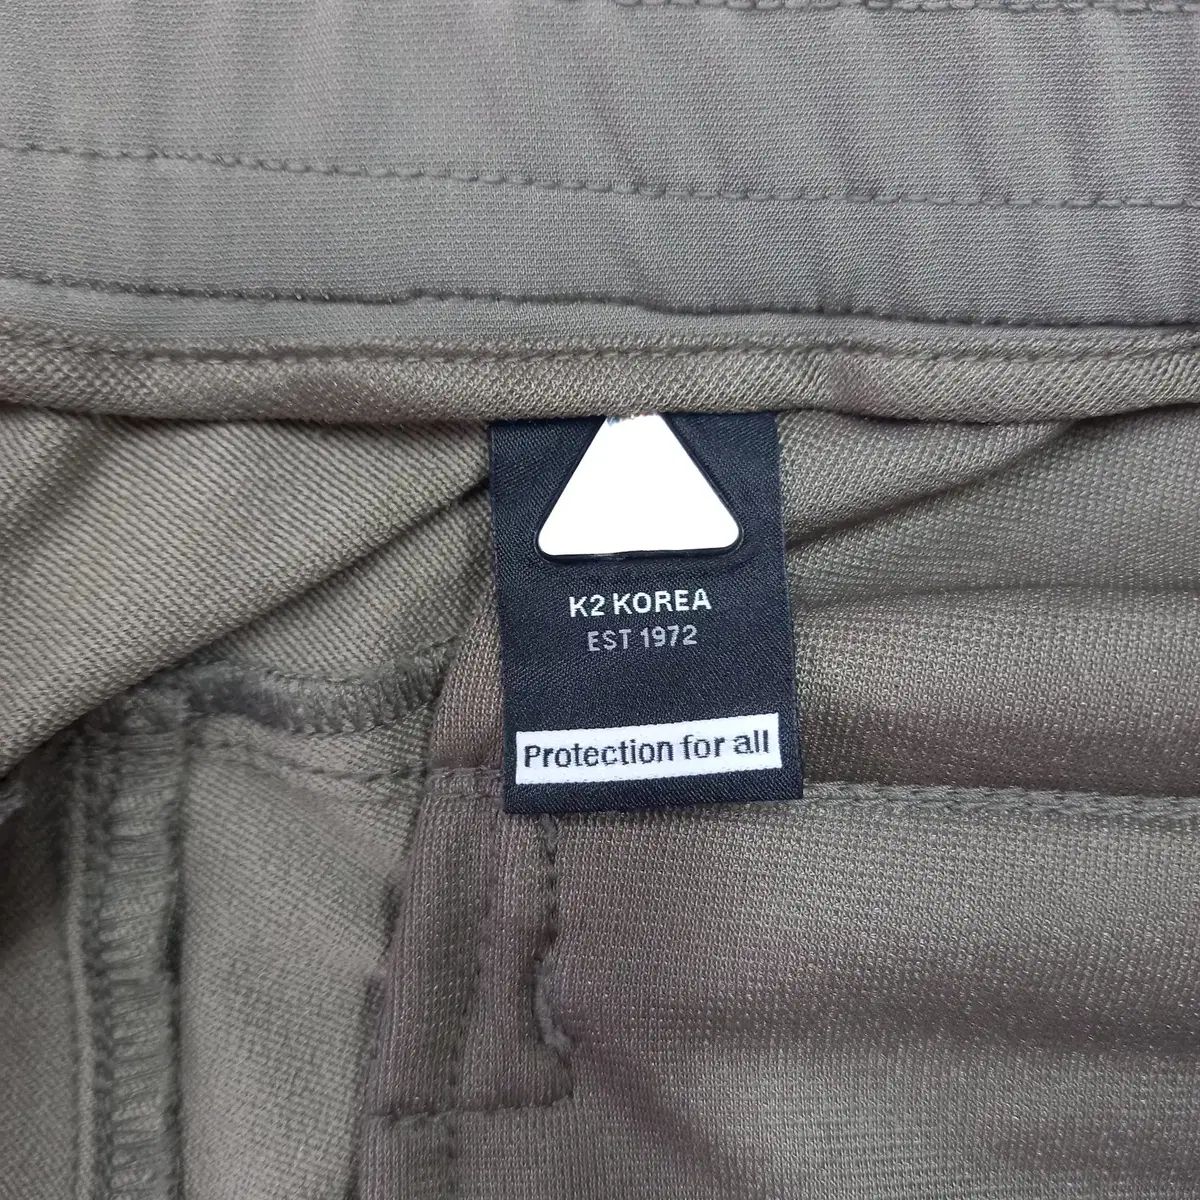 K2 KOREA
EST 1972
Protection for all